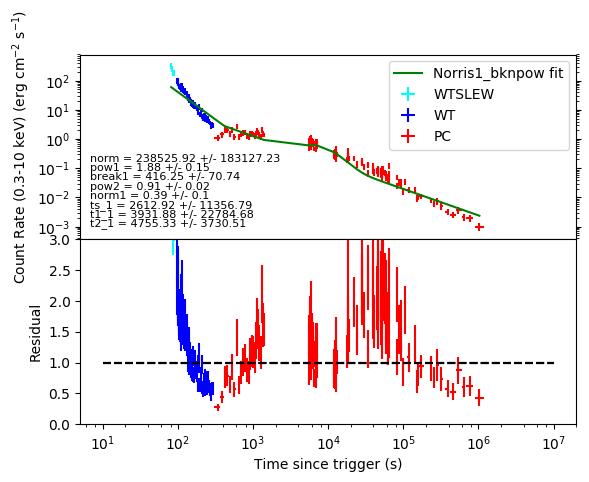 Count Rate (0.3-10 keV) (erg cm⁻² s⁻¹)
10²
10¹
10⁰
10⁻¹
10⁻²
10⁻³
Norris1_bknpow fit
WTSLEW
WT
PC
norm = 238525.92 +/- 183127.23
pow1 = 1.88 +/- 0.15
break1 = 416.25 +/- 70.74
pow2 = 0.91 +/- 0.02
norm1 = 0.39 +/- 0.1
ts_1 = 2612.92 +/- 11356.79
t1_1 = 3931.88 +/- 22784.68
t2_1 = 4755.33 +/- 3730.51
Residual
3.0
2.5
2.0
1.5
1.0
0.5
0.0
10¹ 10² 10³ 10⁴ 10⁵ 10⁶ 10⁷
Time since trigger (s)